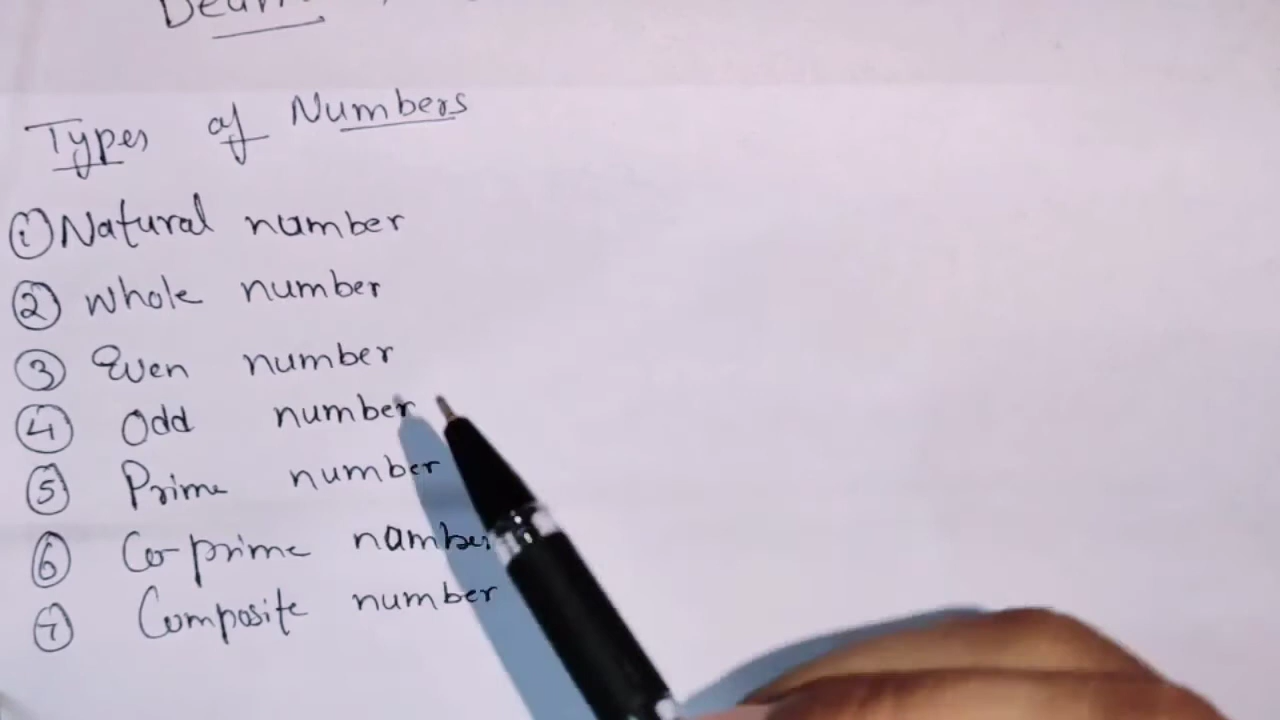 Types of Numbers
① Natural number
② whole number
③ Even number
④ Odd number
⑤ Prime number
⑥ Co-prime number
⑦ Composite number